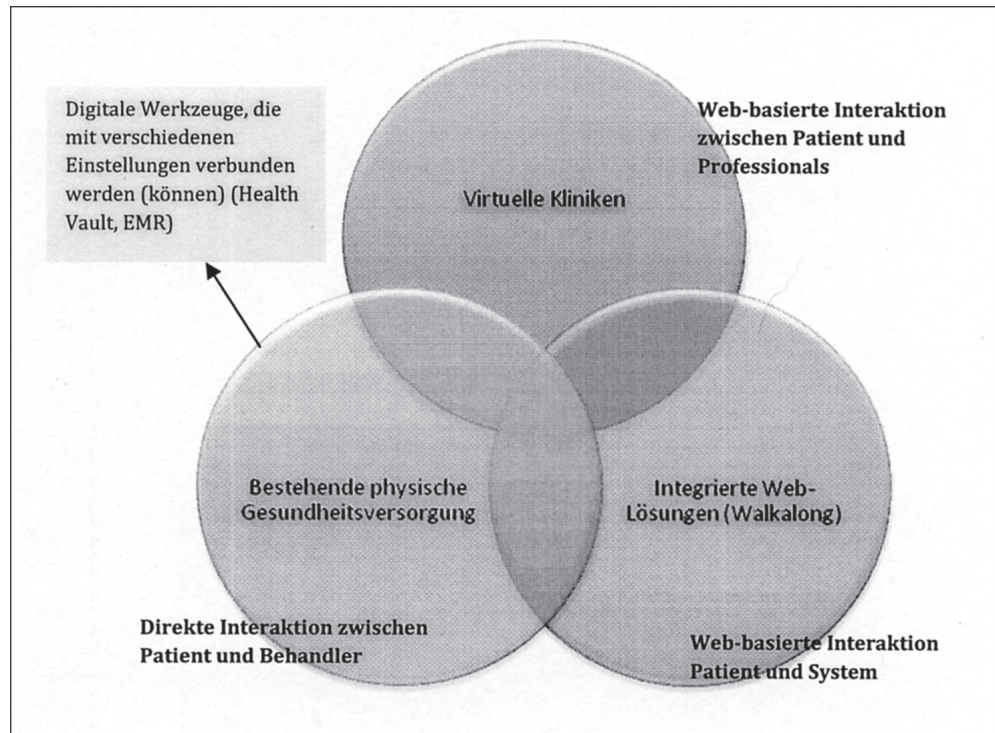 Digitale Werkzeuge, die
mit verschiedenen
Einstellungen verbunden
werden (können) (Health
Vault, EMR)
Web-basierte Interaktion
zwischen Patient und
Professionals
Virtuelle Kliniken
Bestehende physische
Gesundheitsversorgung
Integrierte Web-
Lösungen (Walkalong)
Direkte Interaktion zwischen
Patient und Behandler
Web-basierte Interaktion
Patient und System